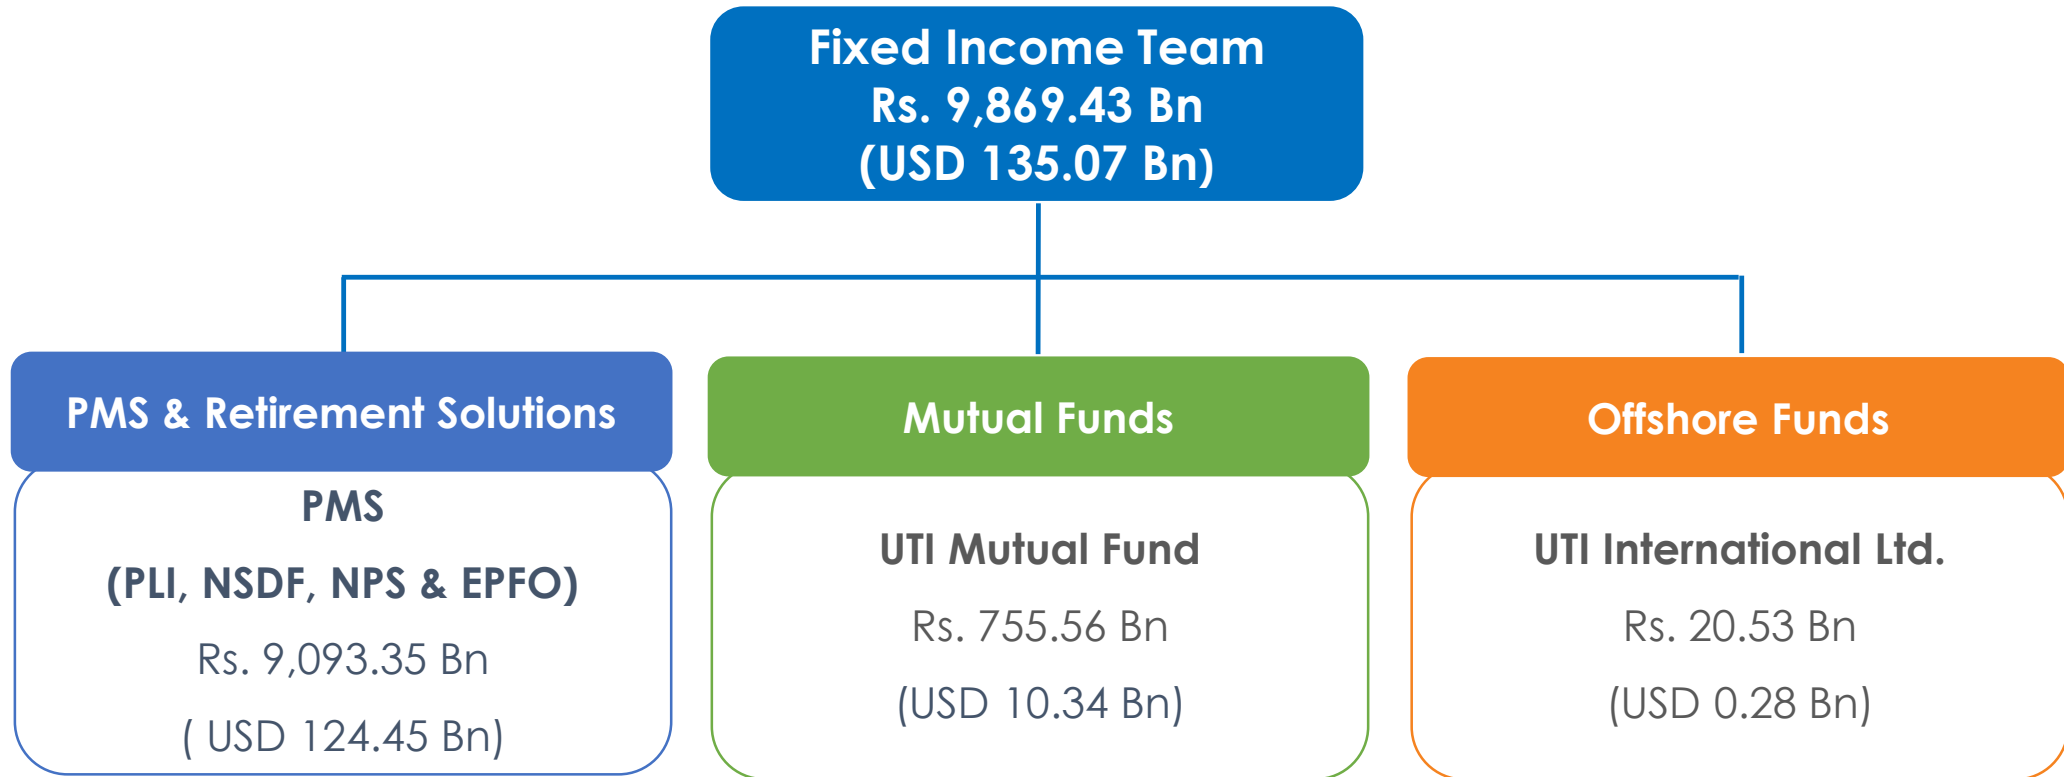 Fixed Income Team
Rs. 9,869.43 Bn
(USD 135.07 Bn)
PMS & Retirement Solutions
PMS
(PLI, NSDF, NPS & EPFO)
Rs. 9,093.35 Bn
( USD 124.45 Bn)
Mutual Funds
UTI Mutual Fund
Rs. 755.56 Bn
(USD 10.34 Bn)
Offshore Funds
UTI International Ltd.
Rs. 20.53 Bn
(USD 0.28 Bn)